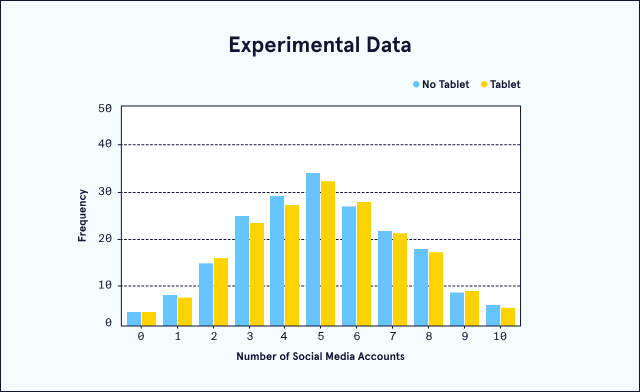 Experimental Data
No Tablet Tablet
50
40
30
20
10
0
Frequency
0 1 2 3 4 5 6 7 8 9 10
Number of Social Media Accounts